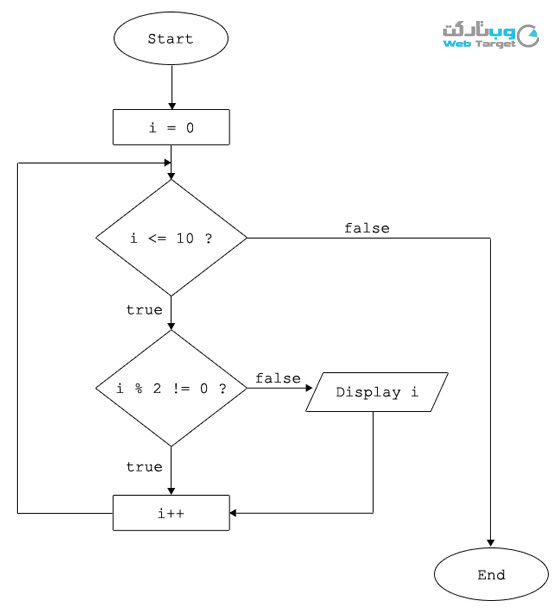 Start
وب‌تارگت
Web Target
i = 0
i <= 10 ?
false
true
i % 2 != 0 ?
false
Display i
true
i++
End